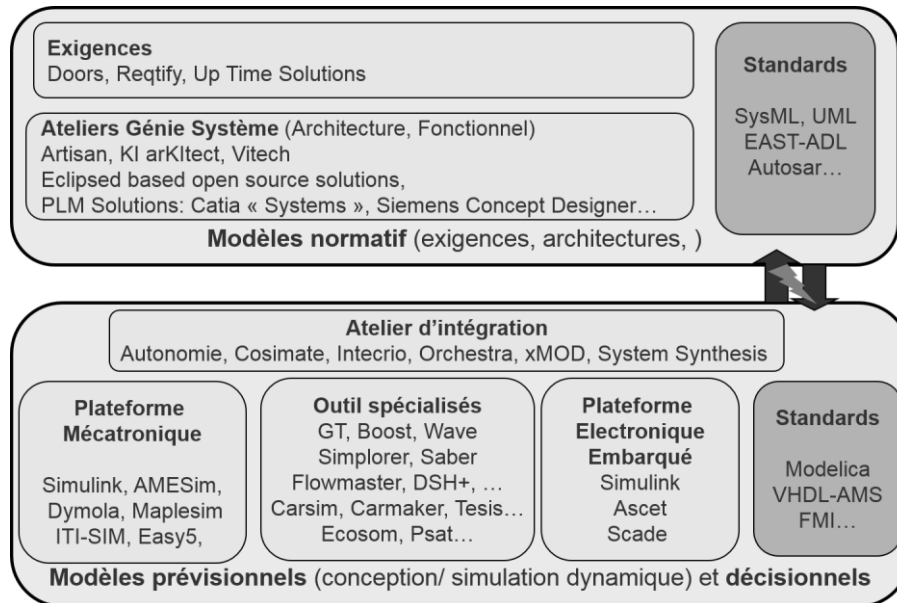 Exigences
Doors, Reqtify, Up Time Solutions
Ateliers Génie Système (Architecture, Fonctionnel)
Artisan, KI arKItect, Vitech
Eclipsed based open source solutions,
PLM Solutions: Catia « Systems », Siemens Concept Designer…
Standards
SysML, UML
EAST-ADL
Autosar…
Modèles normatif (exigences, architectures, )
Atelier d’intégration
Autonomie, Cosimate, Intecrio, Orchestra, xMOD, System Synthesis
Plateforme
Mécatronique
Simulink, AMESim,
Dymola, Maplesim
ITI-SIM, Easy5,
Outil spécialisés
GT, Boost, Wave
Simplorer, Saber
Flowmaster, DSH+, …
Carsim, Carmaker, Tesis…
Ecosom, Psat…
Plateforme
Electronique
Embarqué
Simulink
Ascet
Scade
Standards
Modelica
VHDL-AMS
FMI…
Modèles prévisionnels (conception/ simulation dynamique) et décisionnels